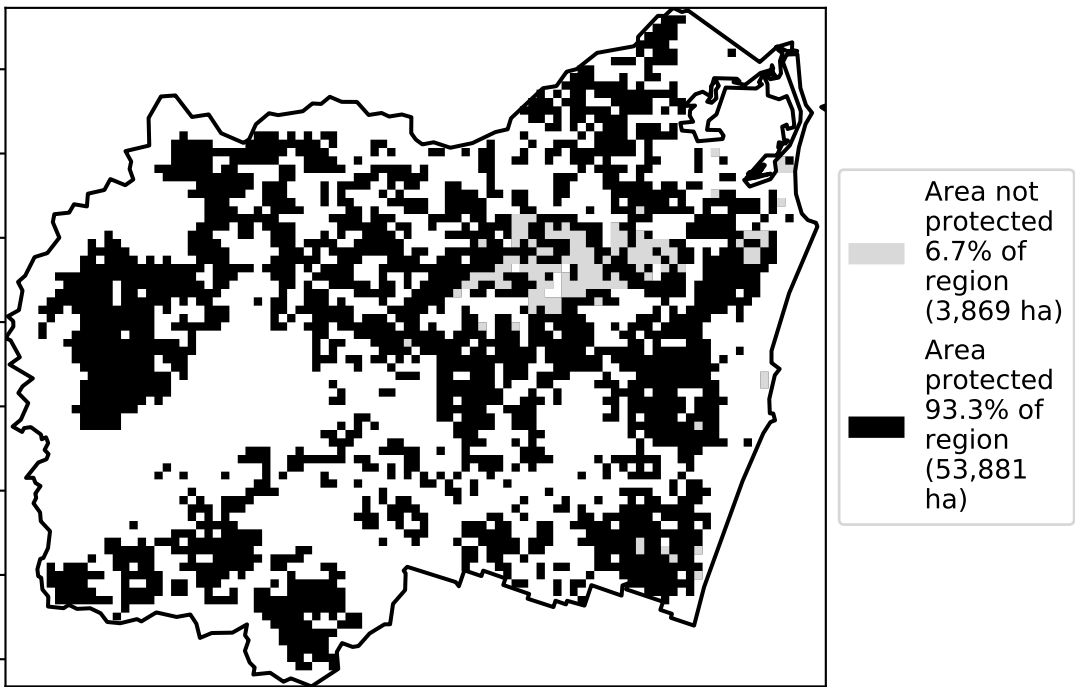 Area not
protected
6.7% of
region
(3,869 ha)
Area
protected
93.3% of
region
(53,881
ha)